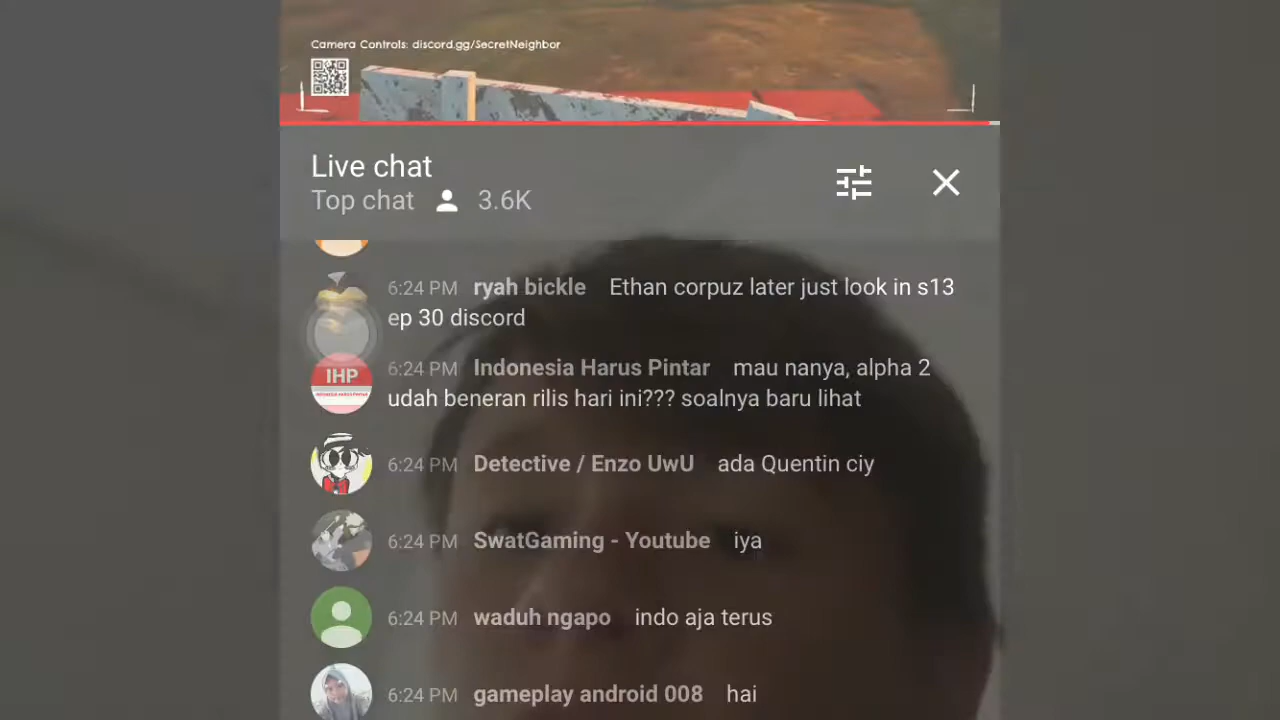 Camera Controls: discord.gg/SecretNeighbor
Live chat
Top chat 3.6K
6:24 PM ryah bickle Ethan corpuz later just look in s13
ep 30 discord
IHP
6:24 PM Indonesia Harus Pintar mau nanya, alpha 2
udah beneran rilis hari ini??? soalnya baru lihat
6:24 PM Detective / Enzo UwU ada Quentin ciy
6:24 PM SwatGaming - Youtube iya
6:24 PM waduh ngapo indo aja terus
6:24 PM gameplay android 008 hai